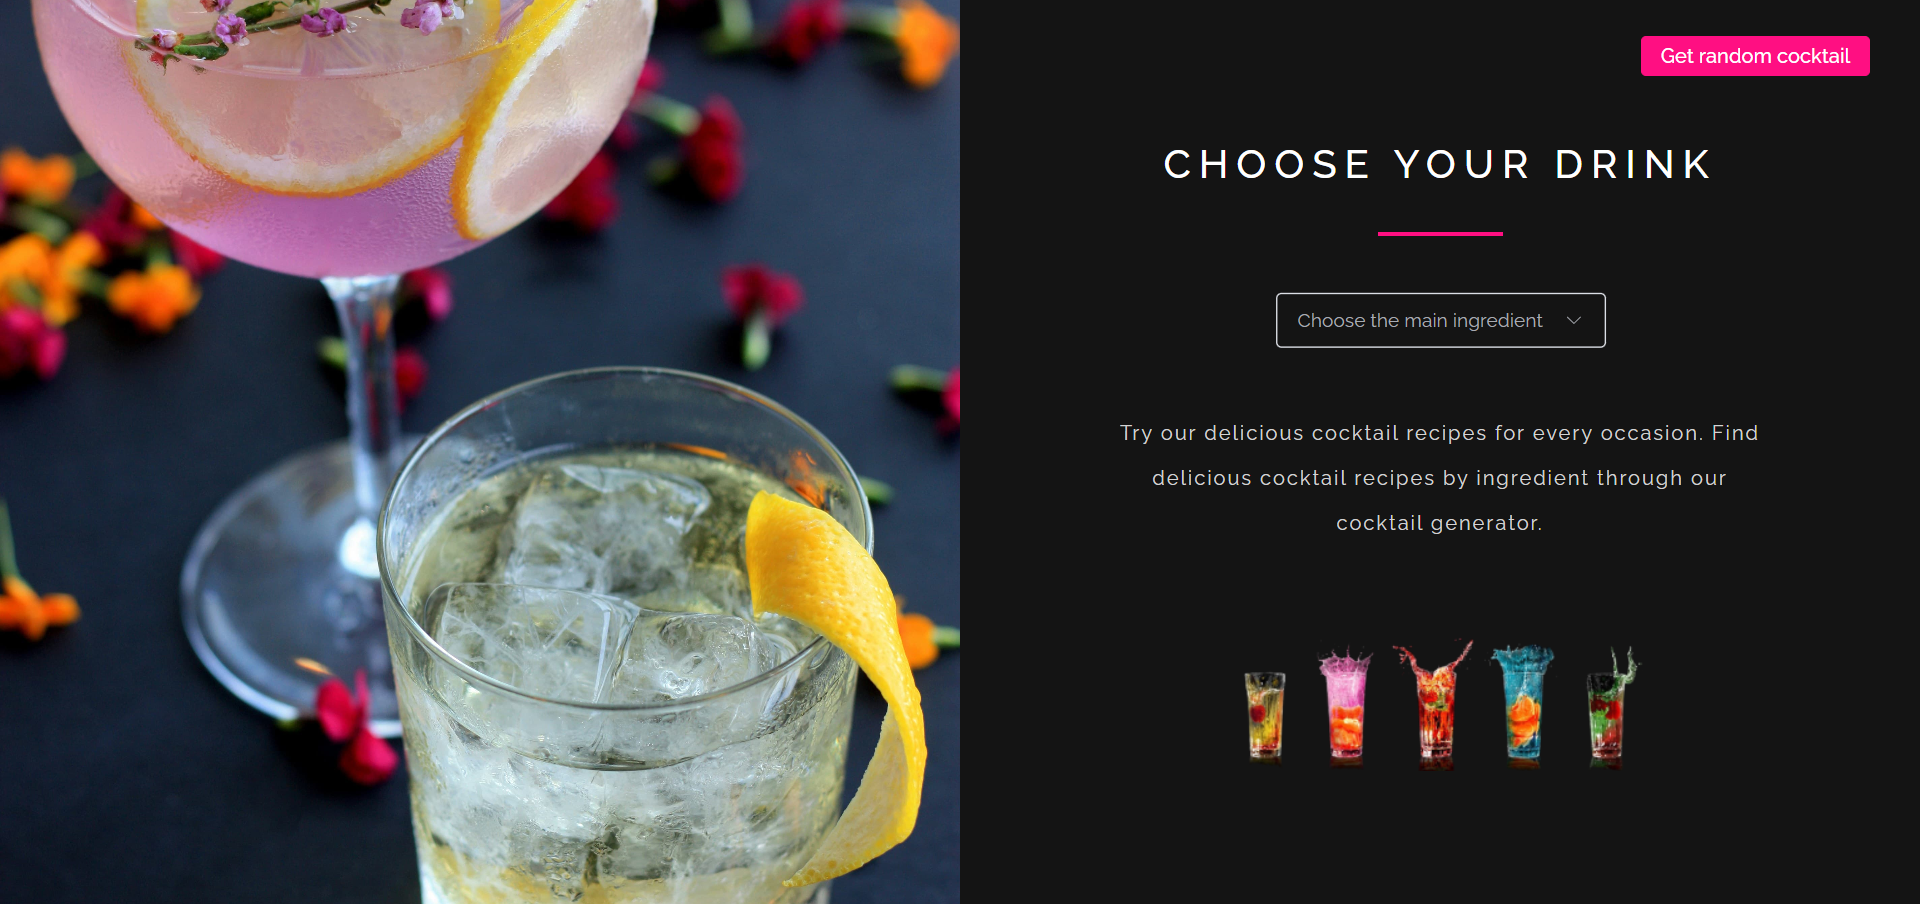 Get random cocktail
CHOOSE YOUR DRINK
Choose the main ingredient
Try our delicious cocktail recipes for every occasion. Find
delicious cocktail recipes by ingredient through our
cocktail generator.